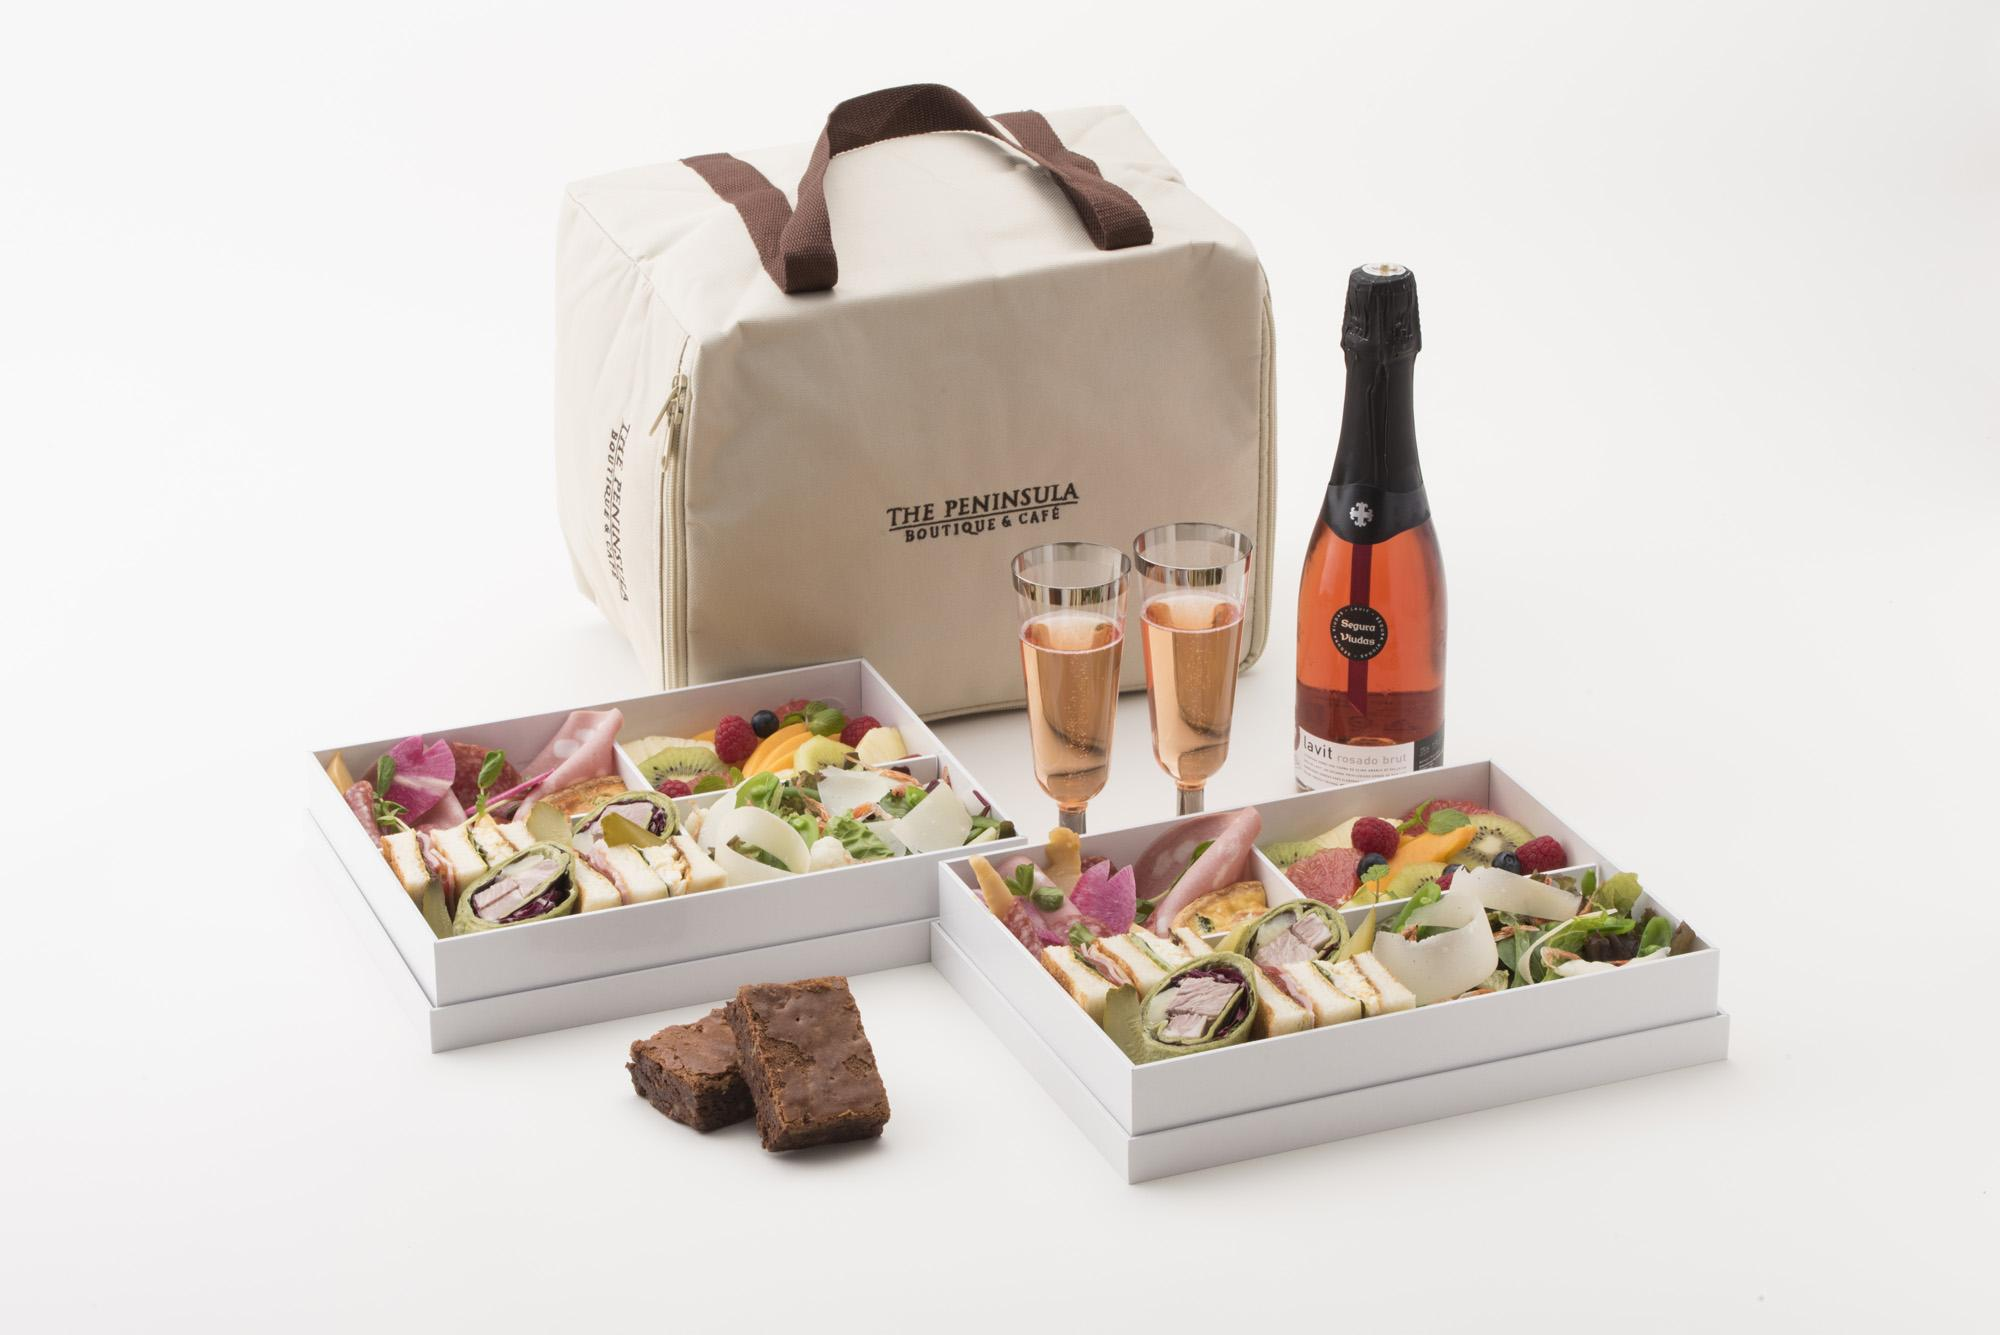 THE PENINSULA
BOUTIQUE & CAFÉ
THE PENINSULA
BOUTIQUE & CAFÉ
Segura
Viudas
lavit rosado brut